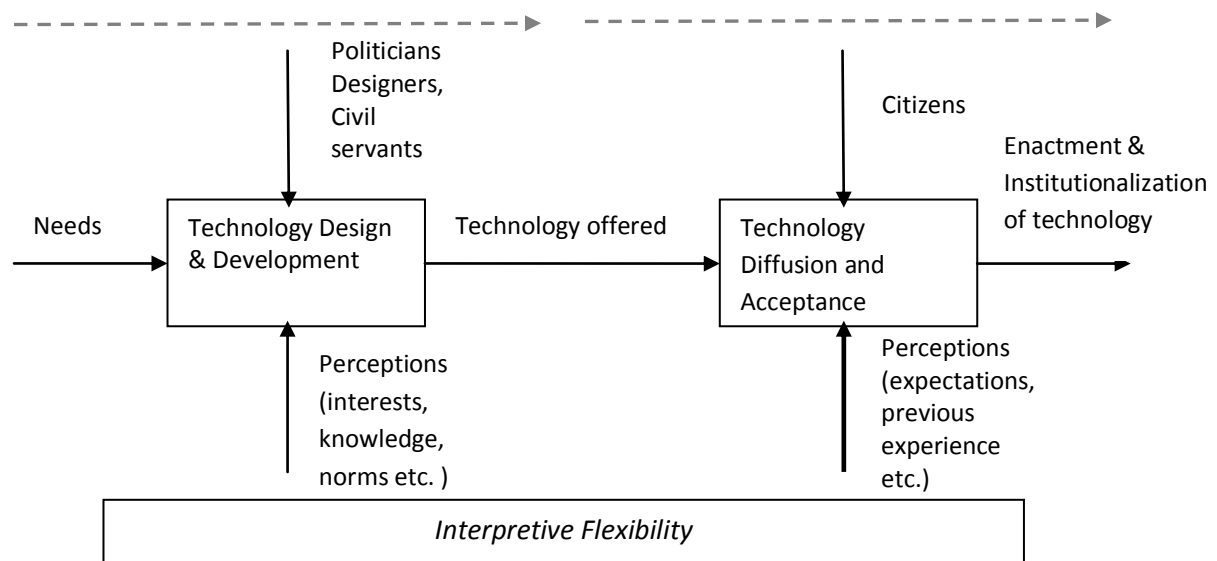 Politicians
Designers,
Civil
servants
Citizens
Enactment &
Institutionalization
of technology
Needs
Technology Design
& Development
Technology offered
Technology
Diffusion and
Acceptance
Perceptions
(interests,
knowledge,
norms etc. )
Perceptions
(expectations,
previous
experience
etc.)
Interpretive Flexibility